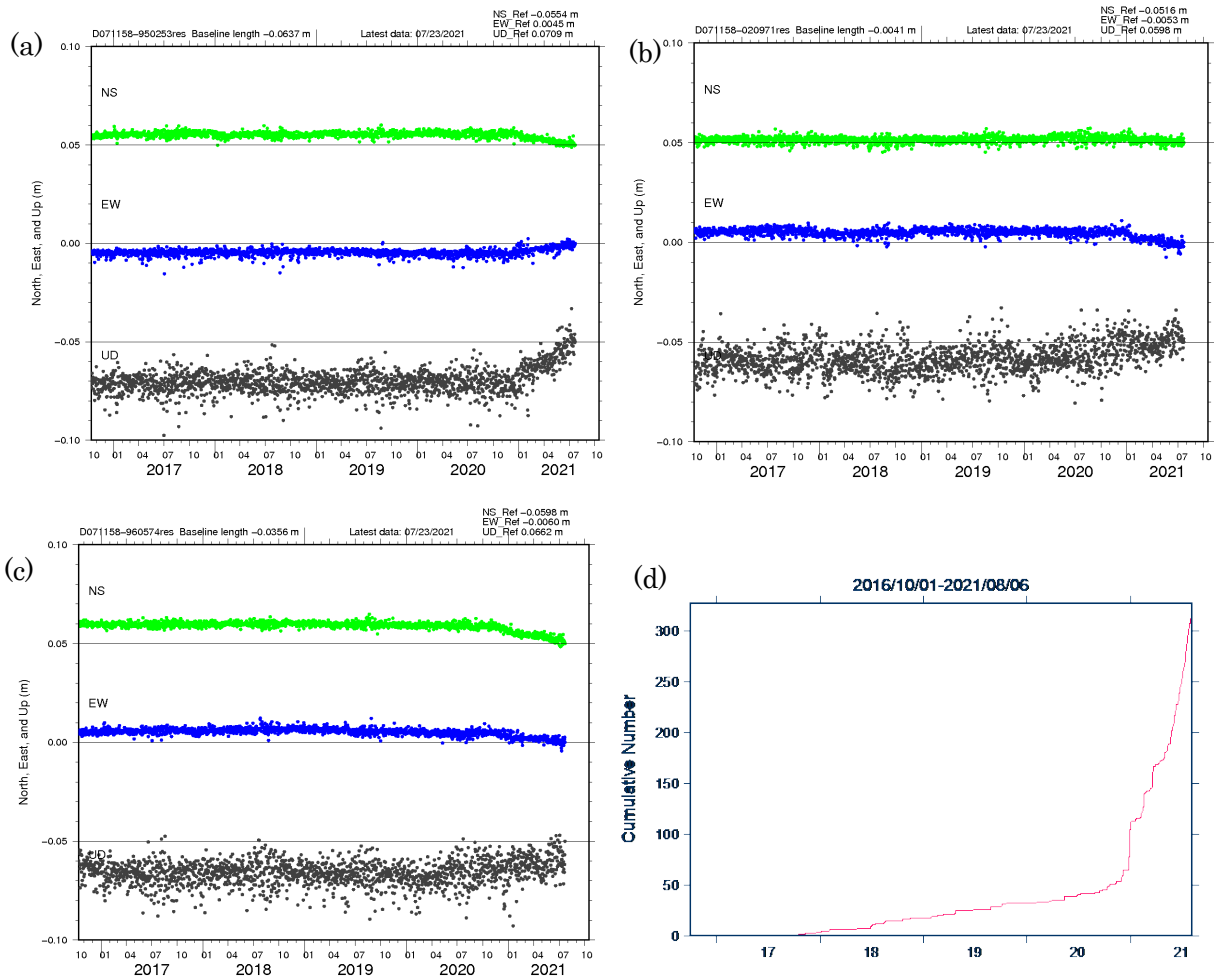 (a)
NS_Ref −0.0554 m
EW_Ref 0.0045 m
UD_Ref 0.0709 m
D071158−950253res Baseline length −0.0637 m Latest data: 07/23/2021
0.10
NS
0.05
EW
0.00
North, East, and Up (m)
−0.05
UD
−0.10
10 01 04 07 10 01 04 07 10 01 04 07 10 01 04 07 10 01 04 07 10
2017 2018 2019 2020 2021
(b)
NS_Ref −0.0516 m
EW_Ref −0.0053 m
UD_Ref 0.0598 m
D071158−020971res Baseline length −0.0041 m Latest data: 07/23/2021
0.10
NS
0.05
EW
0.00
North, East, and Up (m)
−0.05
UD
−0.10
10 01 04 07 10 01 04 07 10 01 04 07 10 01 04 07 10 01 04 07 10
2017 2018 2019 2020 2021
(c)
NS_Ref −0.0598 m
EW_Ref −0.0060 m
UD_Ref 0.0662 m
D071158−960574res Baseline length −0.0356 m Latest data: 07/23/2021
0.10
NS
0.05
EW
0.00
North, East, and Up (m)
−0.05
UD
−0.10
10 01 04 07 10 01 04 07 10 01 04 07 10 01 04 07 10 01 04 07 10
2017 2018 2019 2020 2021
(d)
2016/10/01-2021/08/06
300
250
200
150
100
50
0
Cumulative Number
17 18 19 20 21